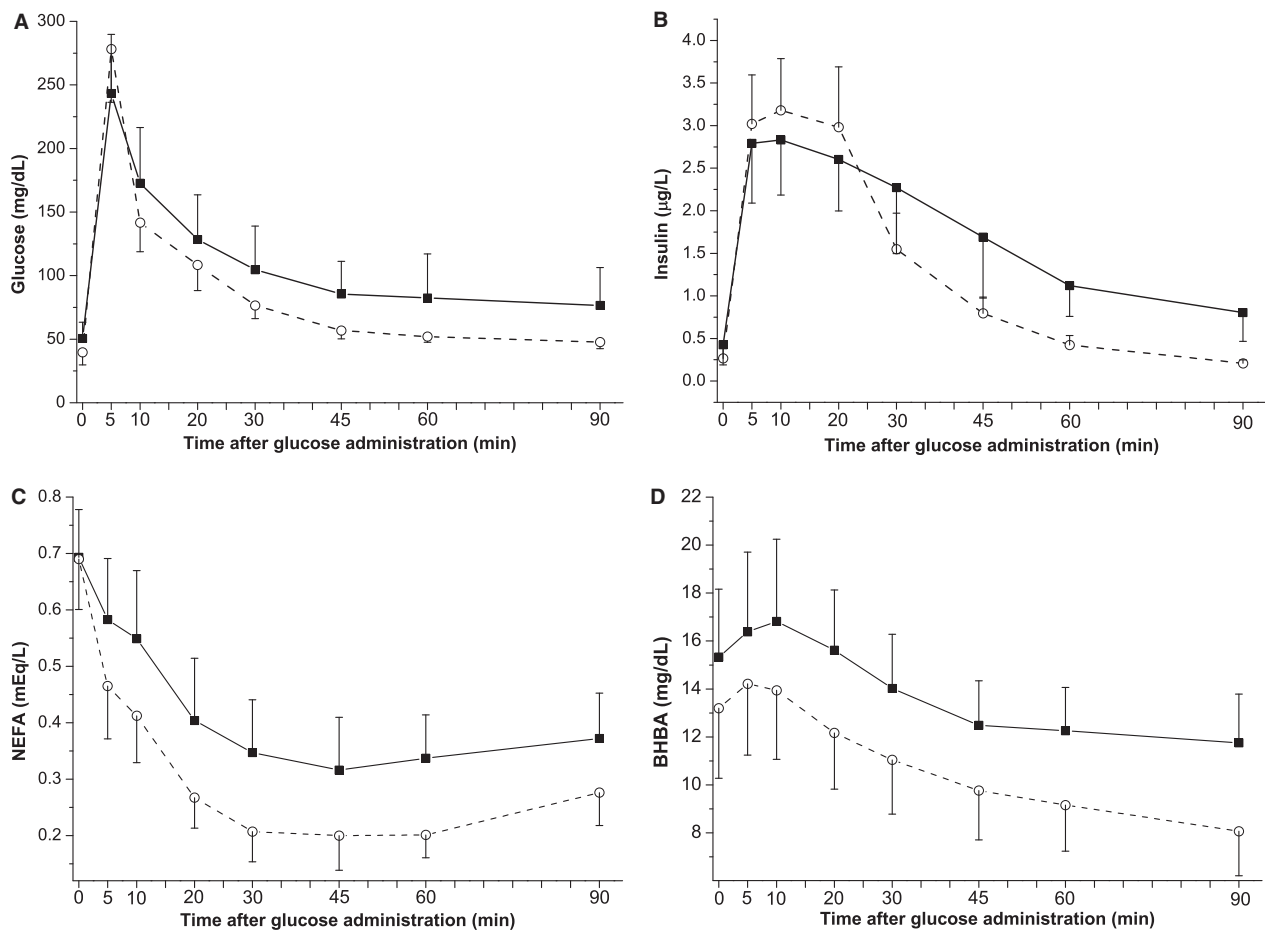 A
Glucose (mg/dL)
300
250
200
150
100
50
0
0 5 10 20 30 45 60 90
Time after glucose administration (min)
B
Insulin (µg/L)
4.0
3.5
3.0
2.5
2.0
1.5
1.0
0.5
0.0
0 5 10 20 30 45 60 90
Time after glucose administration (min)
C
NEFA (mEq/L)
0.8
0.7
0.6
0.5
0.4
0.3
0.2
0 5 10 20 30 45 60 90
Time after glucose administration (min)
D
BHBA (mg/dL)
22
20
18
16
14
12
10
8
0 5 10 20 30 45 60 90
Time after glucose administration (min)